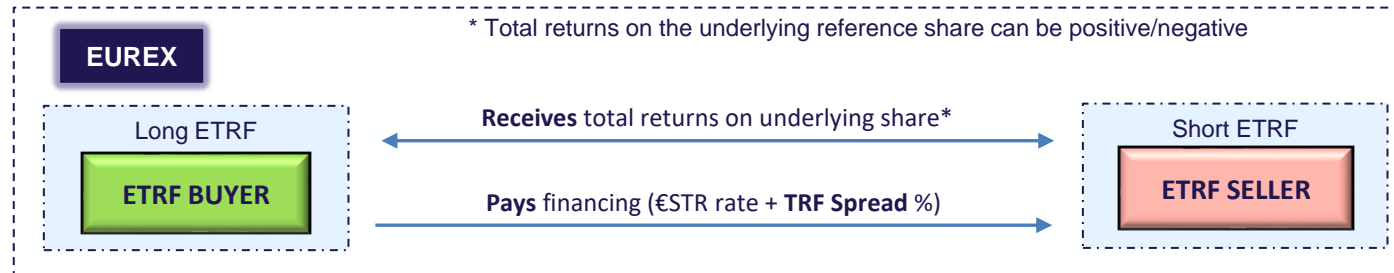 * Total returns on the underlying reference share can be positive/negative
EUREX
Long ETRF
ETRF BUYER
Receives total returns on underlying share*
Pays financing (€STR rate + TRF Spread %)
Short ETRF
ETRF SELLER